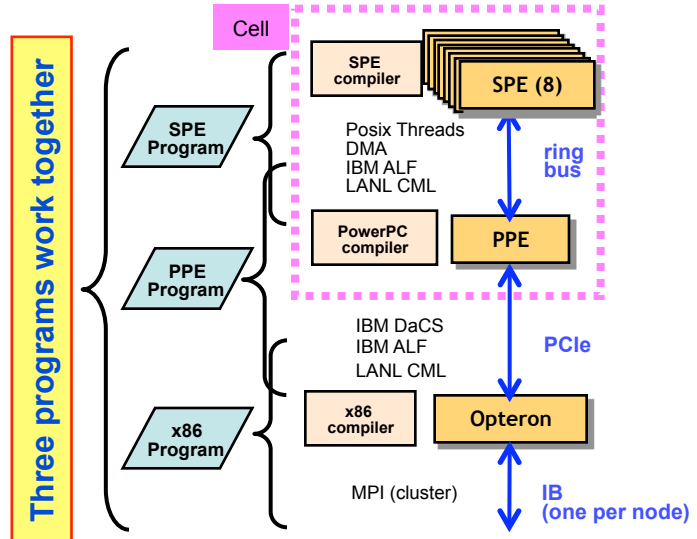 Three programs work together
Cell
SPE
compiler
SPE (8)
SPE
Program
Posix Threads
DMA
IBM ALF
LANL CML
ring
bus
PowerPC
compiler
PPE
PPE
Program
IBM DaCS
IBM ALF
LANL CML
PCIe
x86
compiler
Opteron
x86
Program
MPI (cluster)
IB
(one per node)